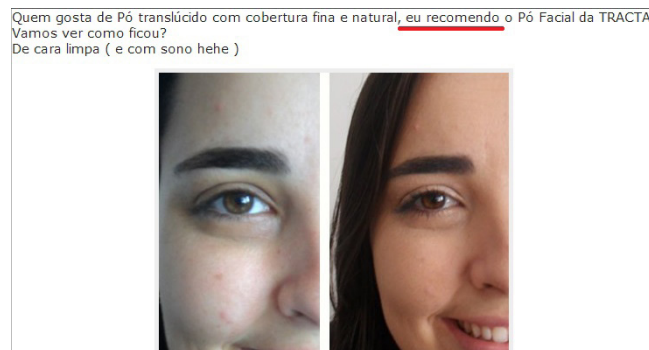 Quem gosta de Pó translúcido com cobertura fina e natural, eu recomendo o Pó Facial da TRACTA
Vamos ver como ficou?
De cara limpa ( e com sono hehe )